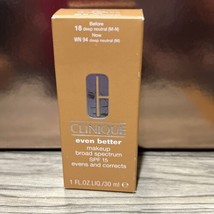 Before
18 deep neutral (M-N)
Now
WN 94 deep neutral (M)
CLINIQUE
even better
makeup
broad spectrum
SPF 15
evens and corrects
1 FL OZ LIQ / 30 ml ℮